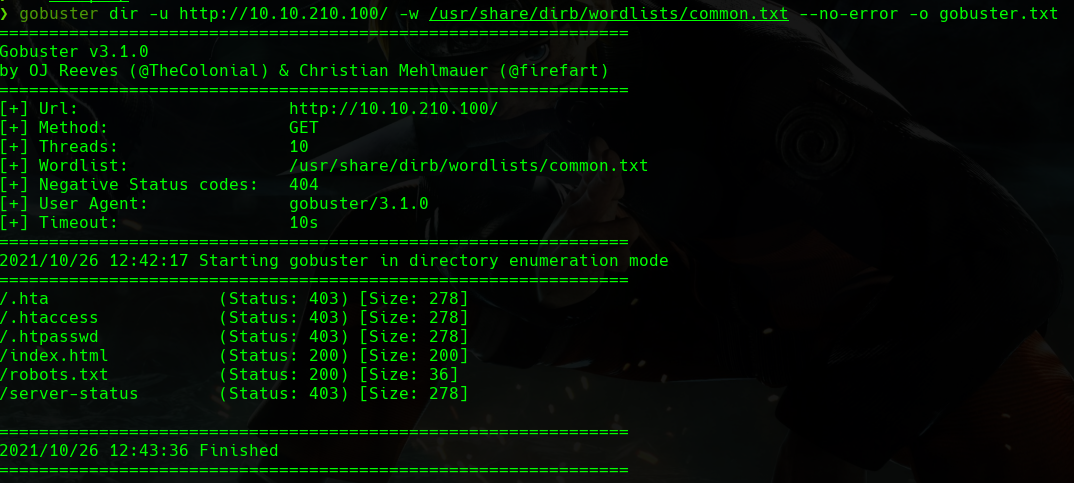 ❯ gobuster dir -u http://10.10.210.100/ -w /usr/share/dirb/wordlists/common.txt --no-error -o gobuster.txt
===============================================================
Gobuster v3.1.0
by OJ Reeves (@TheColonial) & Christian Mehlmauer (@firefart)
===============================================================
[+] Url:                     http://10.10.210.100/
[+] Method:                  GET
[+] Threads:                 10
[+] Wordlist:                /usr/share/dirb/wordlists/common.txt
[+] Negative Status codes:   404
[+] User Agent:              gobuster/3.1.0
[+] Timeout:                 10s
===============================================================
2021/10/26 12:42:17 Starting gobuster in directory enumeration mode
===============================================================
/.hta                 (Status: 403) [Size: 278]
/.htaccess            (Status: 403) [Size: 278]
/.htpasswd            (Status: 403) [Size: 278]
/index.html           (Status: 200) [Size: 200]
/robots.txt           (Status: 200) [Size: 36]
/server-status        (Status: 403) [Size: 278]
===============================================================
2021/10/26 12:43:36 Finished
===============================================================